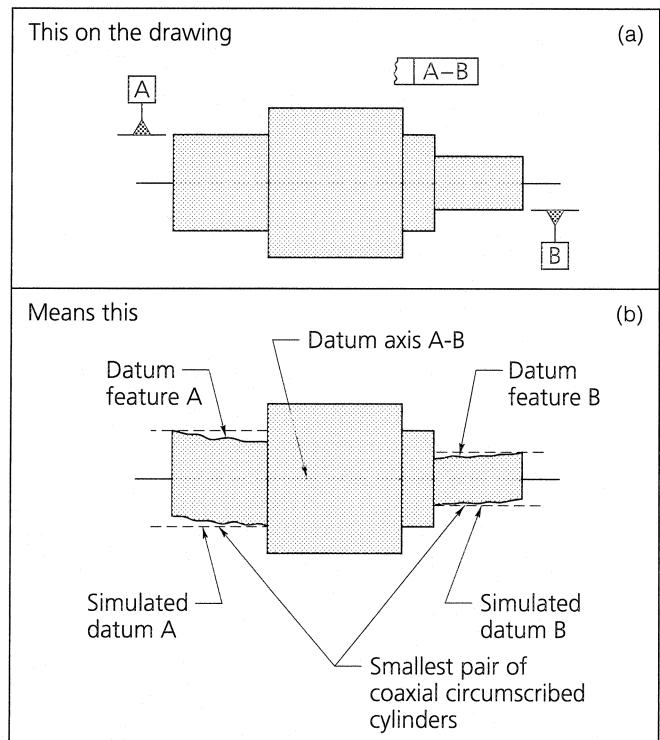 This on the drawing
(a)
A
A–B
B
Means this
(b)
Datum axis A-B
Datum
feature A
Datum
feature B
Simulated
datum A
Simulated
datum B
Smallest pair of
coaxial circumscribed
cylinders